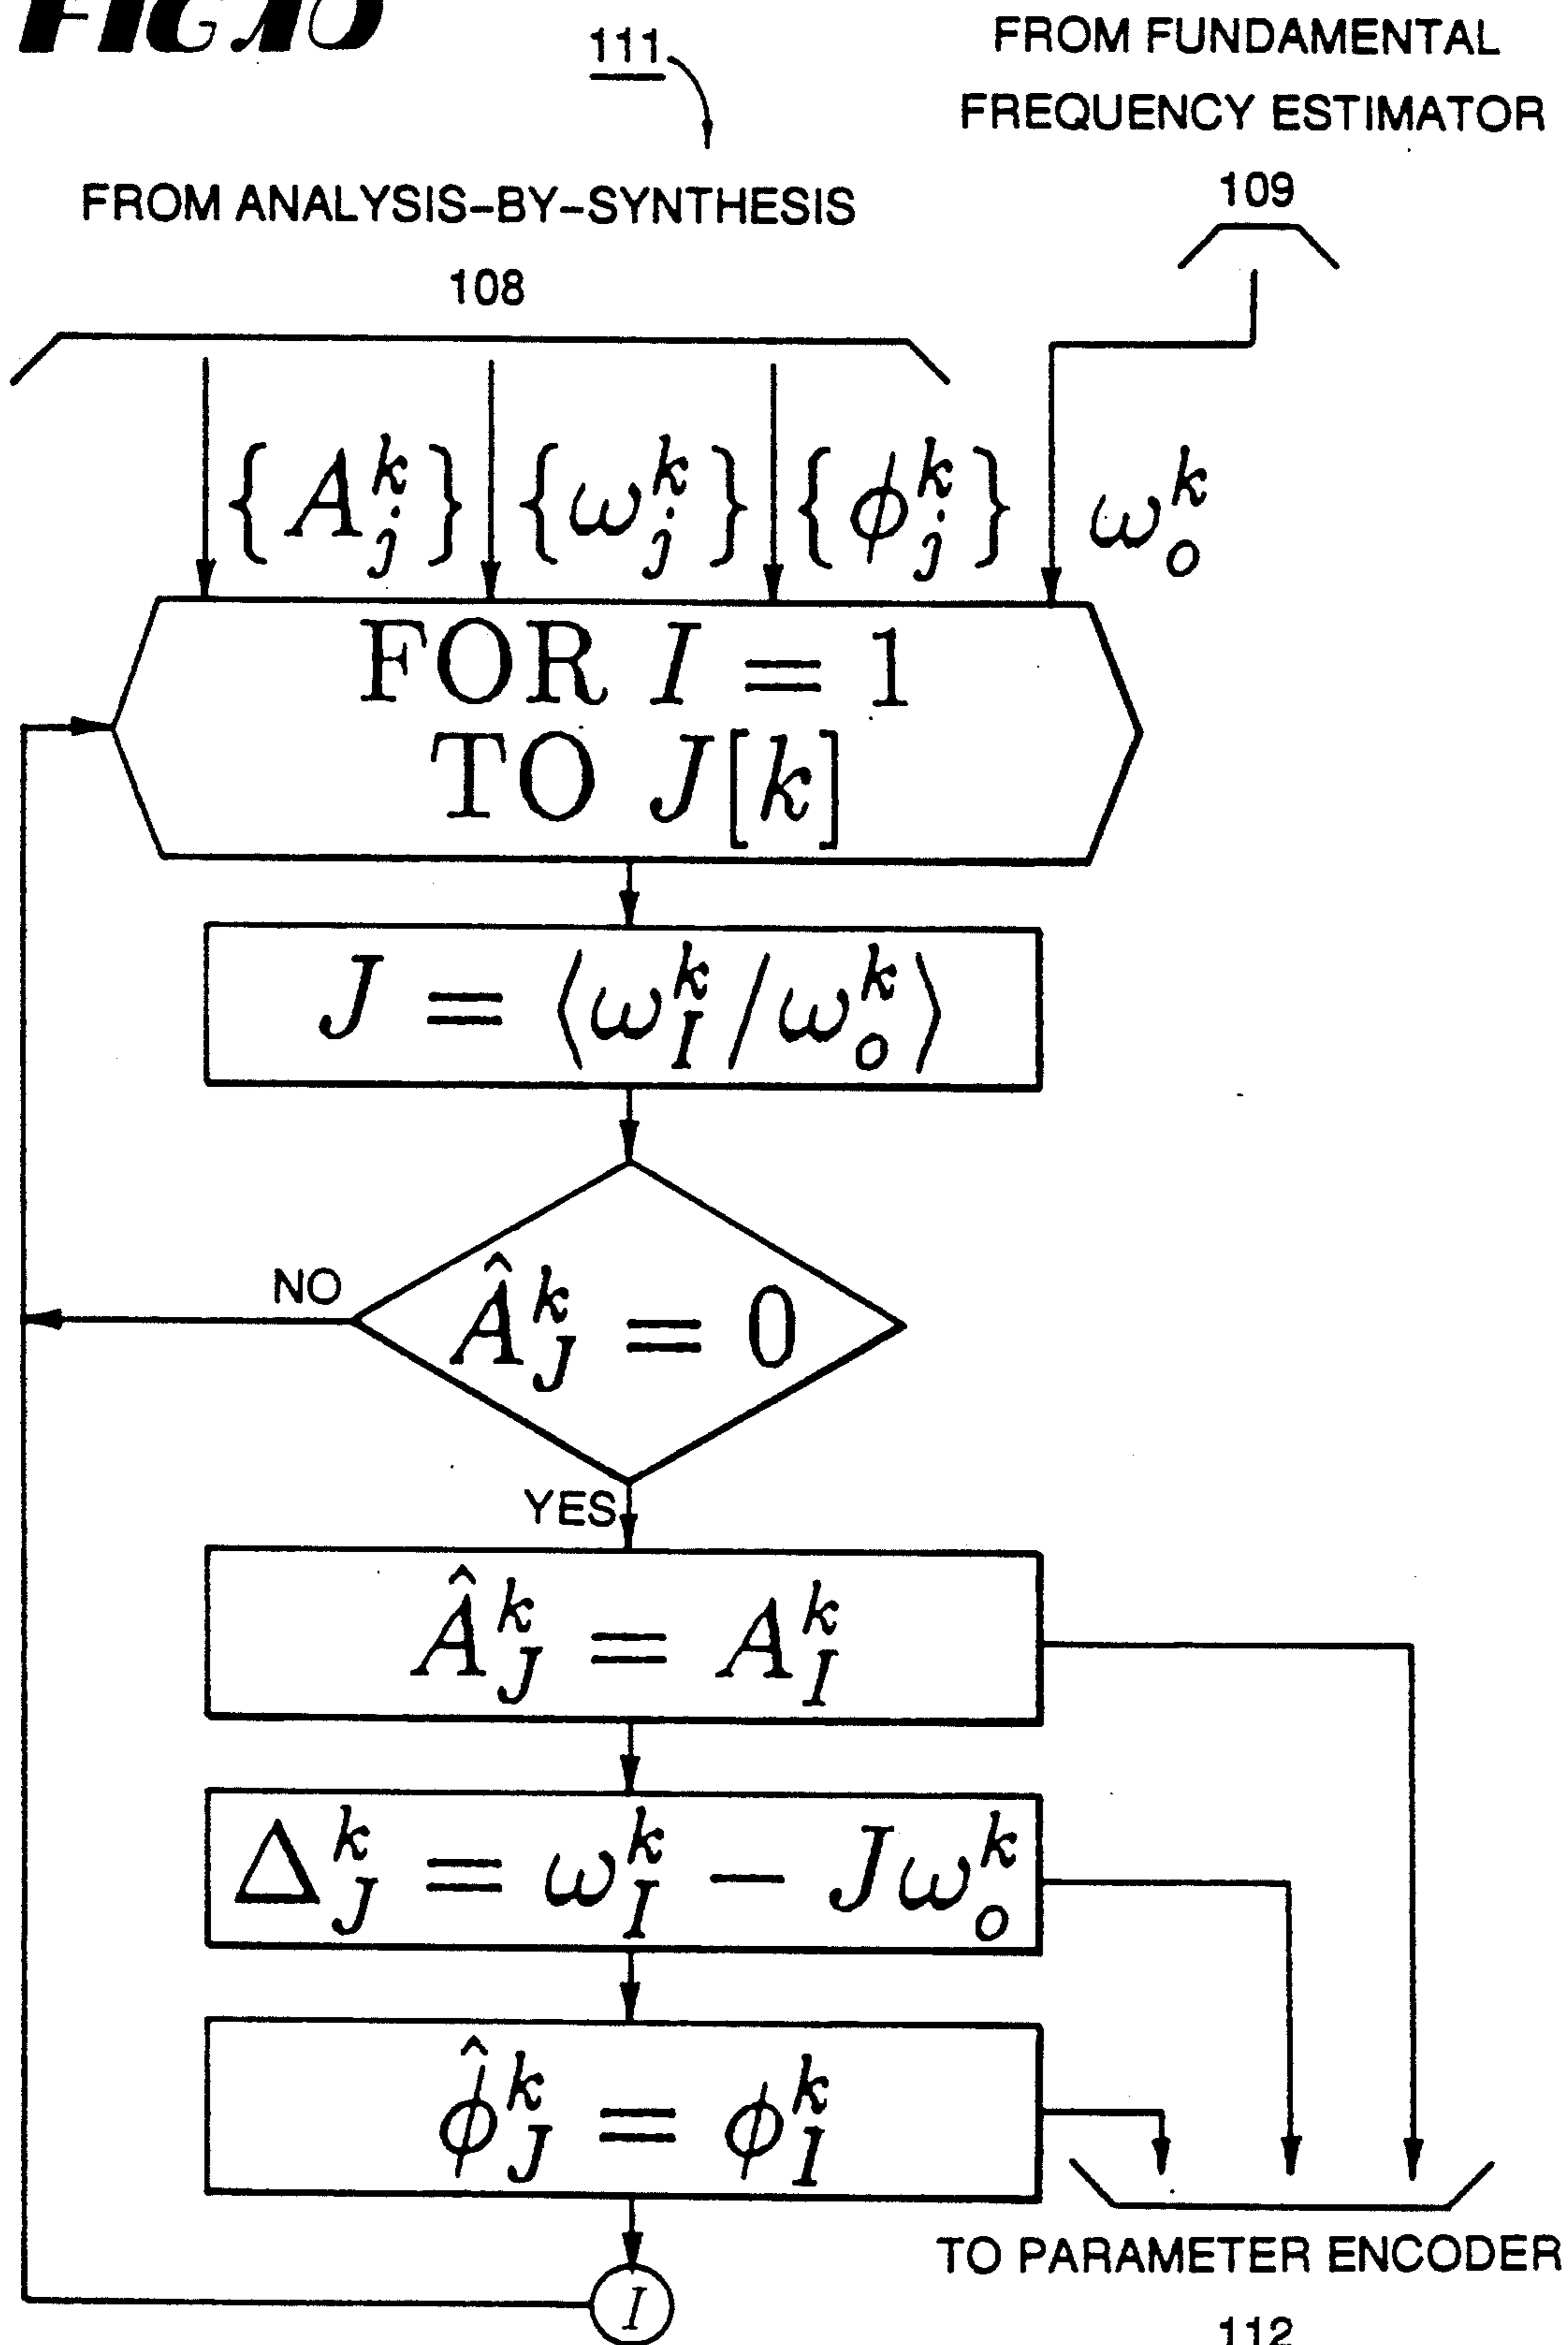 FIG.10
111
FROM FUNDAMENTAL
FREQUENCY ESTIMATOR
109
FROM ANALYSIS-BY-SYNTHESIS
108
{A_j^k} {ω_j^k} {ϕ_j^k} ω_o^k
FOR I = 1
TO J[k]
J = ⟨ω_I^k/ω_o^k⟩
NO
Â_J^k = 0
YES
Â_J^k = A_I^k
Δ_J^k = ω_I^k − Jω_o^k
ϕ̂_J^k = ϕ_I^k
TO PARAMETER ENCODER
I
112